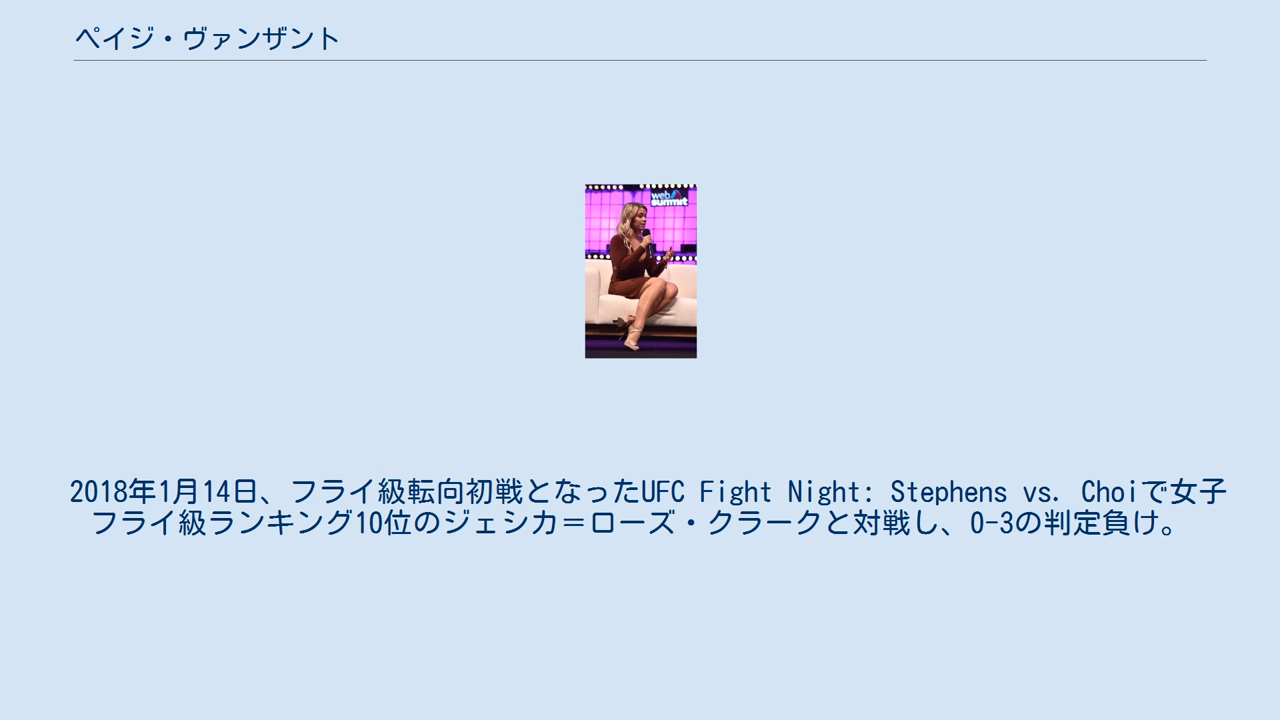 ペイジ・ヴァンザント
web
summit
2018年1月14日、フライ級転向初戦となったUFC Fight Night: Stephens vs. Choiで女子
フライ級ランキング10位のジェシカ＝ローズ・クラークと対戦し、0-3の判定負け。